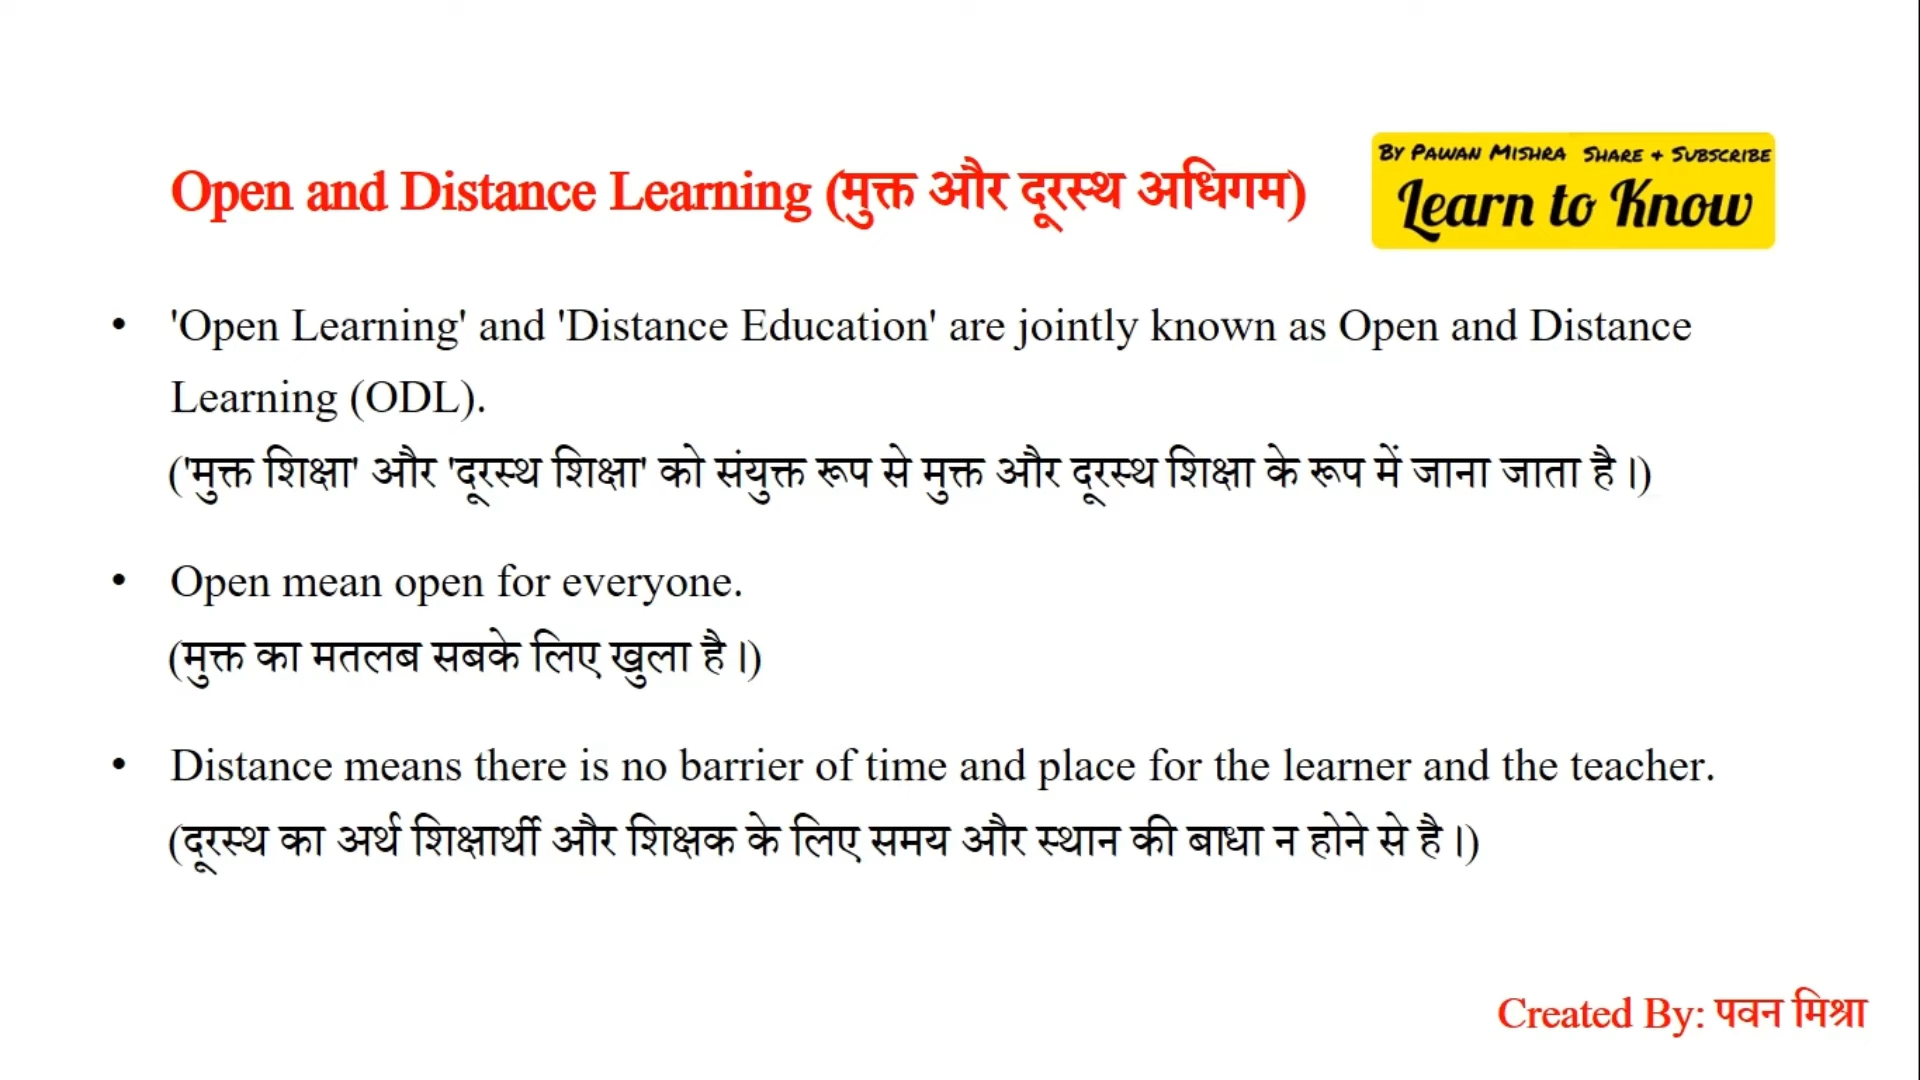 Open and Distance Learning (मुक्त और दूरस्थ अधिगम)
By Pawan Mishra Share + Subscribe
Learn to Know
• 'Open Learning' and 'Distance Education' are jointly known as Open and Distance
Learning (ODL).
('मुक्त शिक्षा' और 'दूरस्थ शिक्षा' को संयुक्त रूप से मुक्त और दूरस्थ शिक्षा के रूप में जाना जाता है।)
• Open mean open for everyone.
(मुक्त का मतलब सबके लिए खुला है।)
• Distance means there is no barrier of time and place for the learner and the teacher.
(दूरस्थ का अर्थ शिक्षार्थी और शिक्षक के लिए समय और स्थान की बाधा न होने से है।)
Created By: पवन मिश्रा